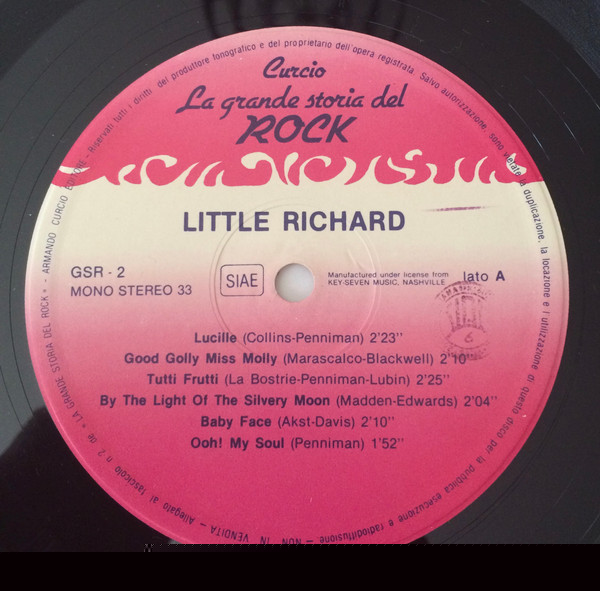 Curcio
La grande storia del
ROCK
LITTLE RICHARD
GSR - 2
MONO STEREO 33
SIAE
Manufactured under license from
KEY-SEVEN MUSIC, NASHVILLE
lato A
6
Lucille (Collins-Penniman) 2'23''
Good Golly Miss Molly (Marascalco-Blackwell) 2'10''
Tutti Frutti (La Bostrie-Penniman-Lubin) 2'25''
By The Light Of The Silvery Moon (Madden-Edwards) 2'04''
Baby Face (Akst-Davis) 2'10''
Ooh! My Soul (Penniman) 1'52''
Allegato al fascicolo n. 2 de «LA GRANDE STORIA DEL ROCK» - ARMANDO CURCIO EDITORE - Riservati tutti i diritti del produttore fonografico e del proprietario dell'opera registrata. Salvo autorizzazione, sono vietate la duplicazione, la locazione e l'utilizzazione di questo disco per la pubblica esecuzione e radiodiffusione - NON IN VENDITA -